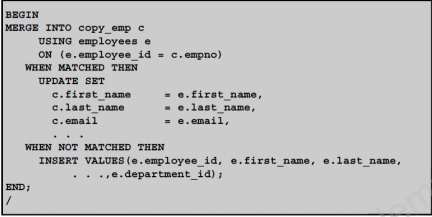 BEGIN
MERGE INTO copy_emp c
     USING employees e
     ON (e.employee_id = c.empno)
   WHEN MATCHED THEN
     UPDATE SET
       c.first_name     = e.first_name,
       c.last_name      = e.last_name,
       c.email          = e.email,
       . . .
   WHEN NOT MATCHED THEN
     INSERT VALUES(e.employee_id, e.first_name, e.last_name,
          . . .,e.department_id);
END;
/